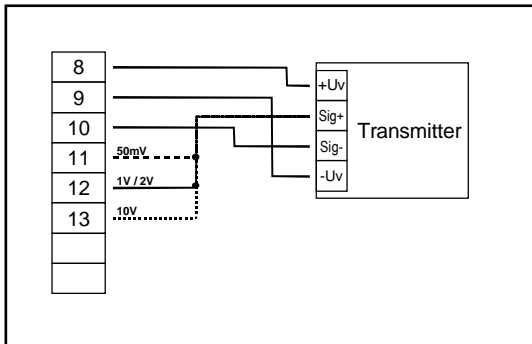 8
9
10
11
12
13
50mV
1V / 2V
10V
+Uv
Sig+
Sig-
-Uv
Transmitter